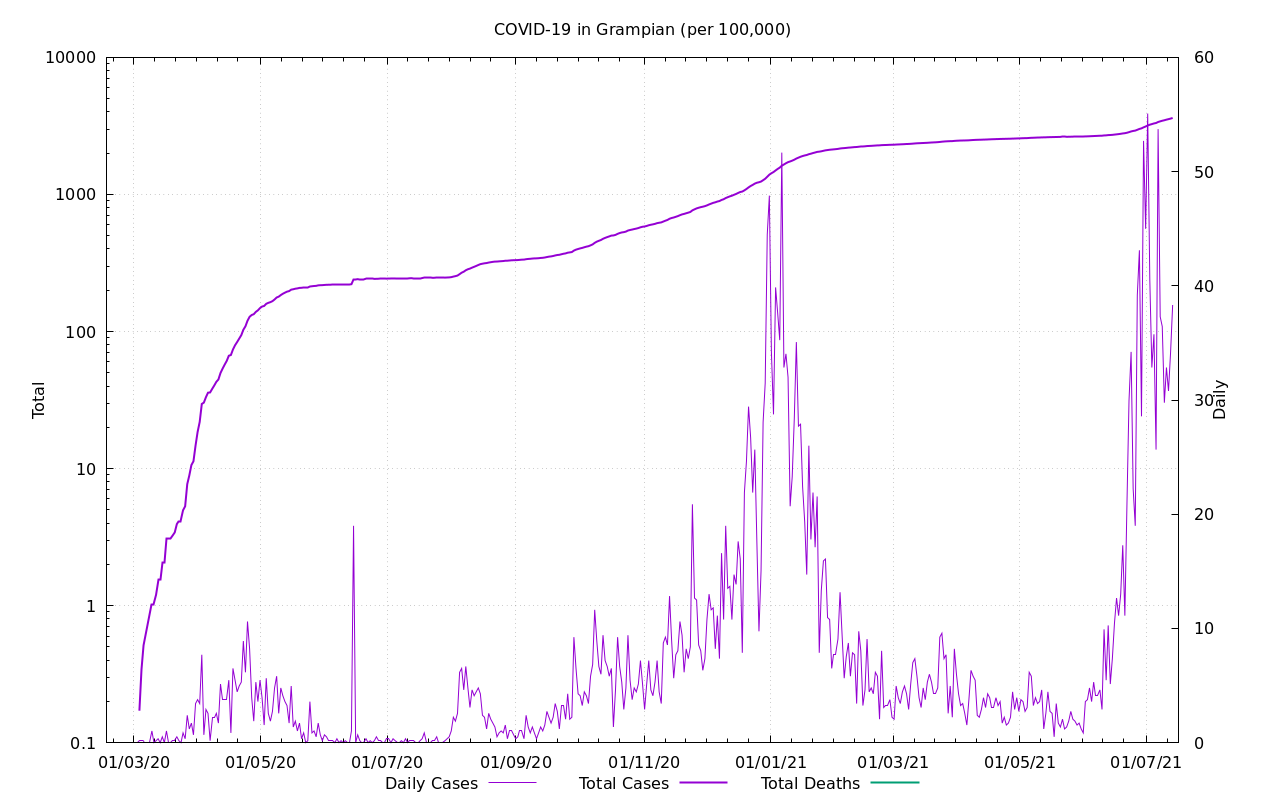 COVID-19 in Grampian (per 100,000)
10000
1000
100
10
1
0.1
Total
60
50
40
30
20
10
0
Daily
01/03/20 01/05/20 01/07/20 01/09/20 01/11/20 01/01/21 01/03/21 01/05/21 01/07/21
Daily Cases Total Cases Total Deaths